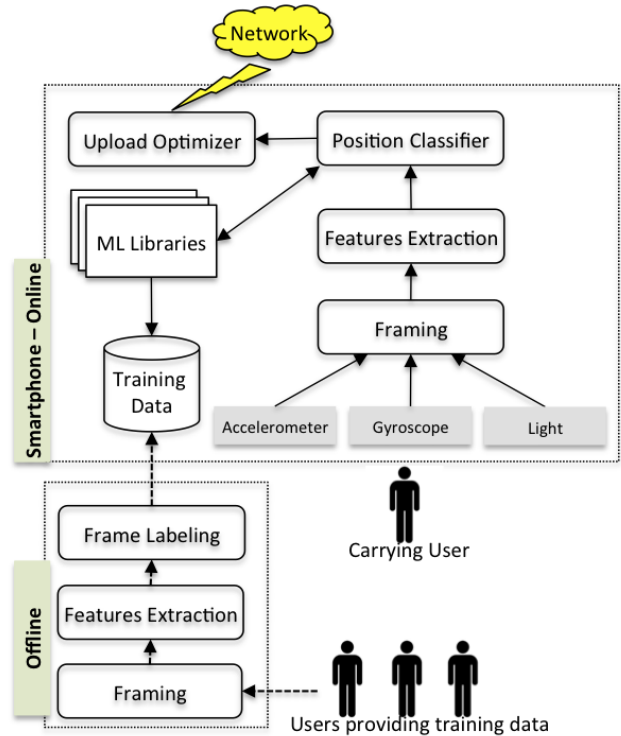 Network
Upload Optimizer
Position Classifier
ML Libraries
Features Extraction
Smartphone – Online
Framing
Training
Data
Accelerometer
Gyroscope
Light
Frame Labeling
Carrying User
Offline
Features Extraction
Framing
Users providing training data